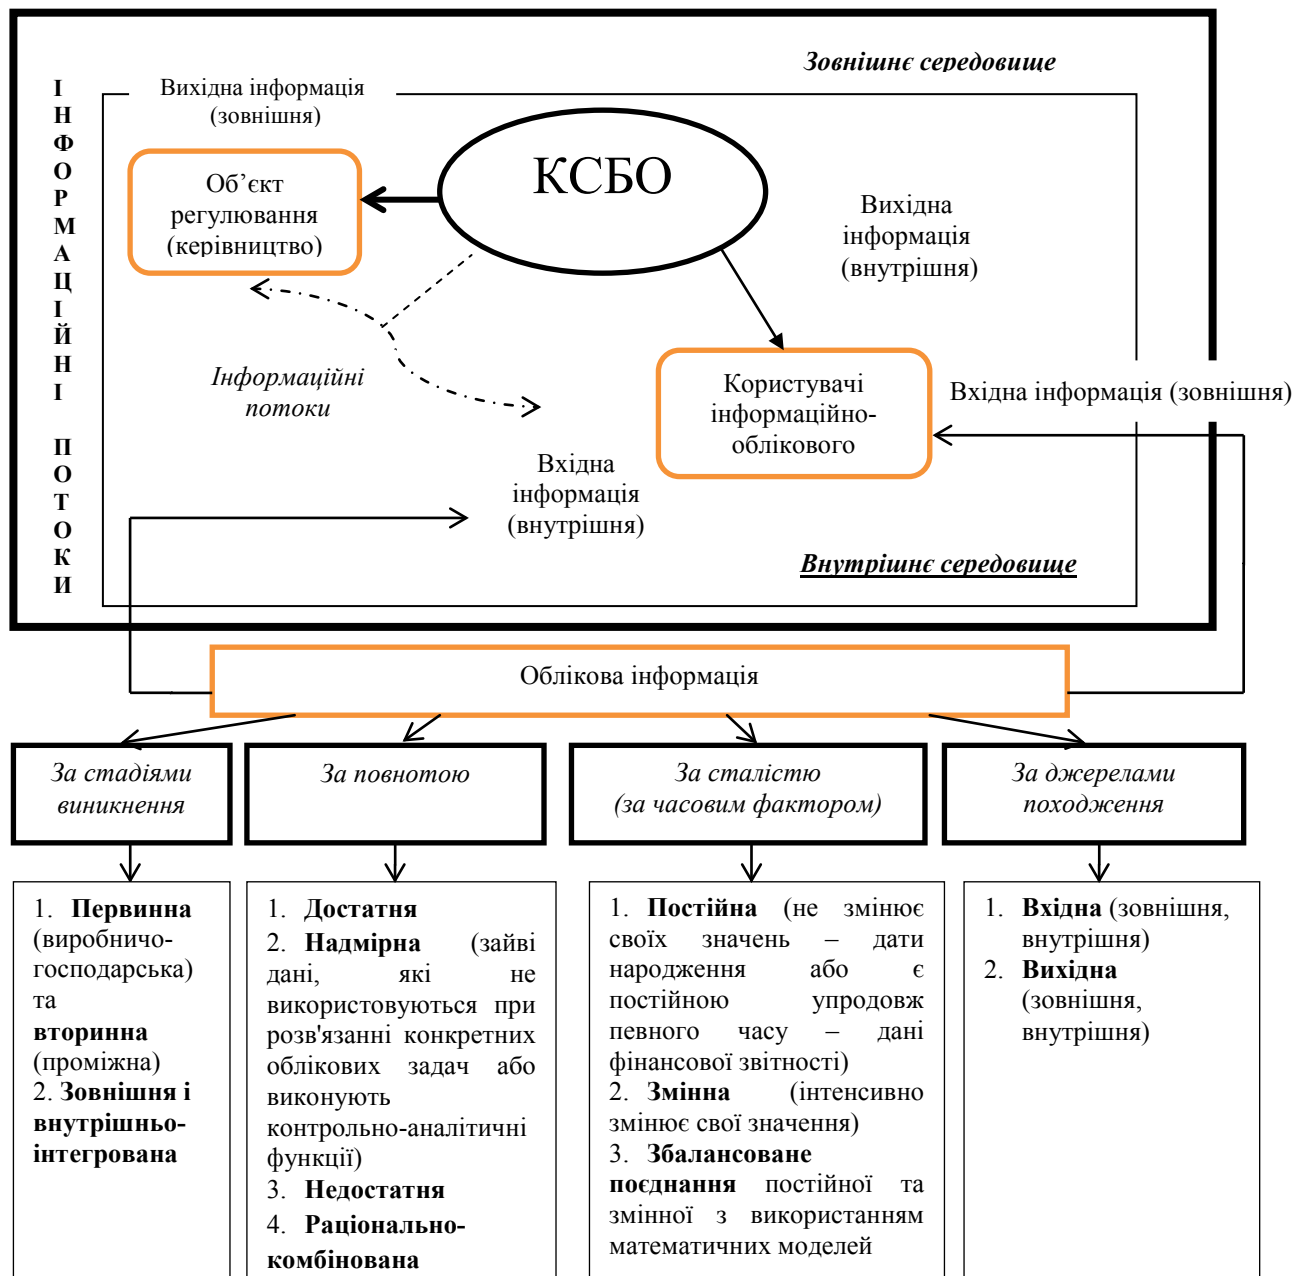 Зовнішнє середовище
ІНФОРМАЦІЙНІ ПОТОКИ
Вихідна інформація
(зовнішня)
КСБО
Об’єкт
регулювання
(керівництво)
Вихідна
інформація
(внутрішня)
Інформаційні
потоки
Користувачі
інформаційно-
облікового
Вхідна інформація (зовнішня)
Вхідна
інформація
(внутрішня)
Внутрішнє середовище
Облікова інформація
За стадіями
виникнення
За повнотою
За сталістю
(за часовим фактором)
За джерелами
походження
1. Первинна
(виробничо-
господарська)
та
вторинна
(проміжна)
2. Зовнішня і
внутрішньо-
інтегрована
1. Достатня
2. Надмірна (зайві
дані, які не
використовуються при
розв'язанні конкретних
облікових задач або
виконують
контрольно-аналітичні
функції)
3. Недостатня
4. Раціонально-
комбінована
1. Постійна (не змінює
своїх значень – дати
народження або є
постійною упродовж
певного часу – дані
фінансової звітності)
2. Змінна (інтенсивно
змінює свої значення)
3. Збалансоване
поєднання постійної та
змінної з використанням
математичних моделей
1. Вхідна (зовнішня,
внутрішня)
2. Вихідна
(зовнішня,
внутрішня)